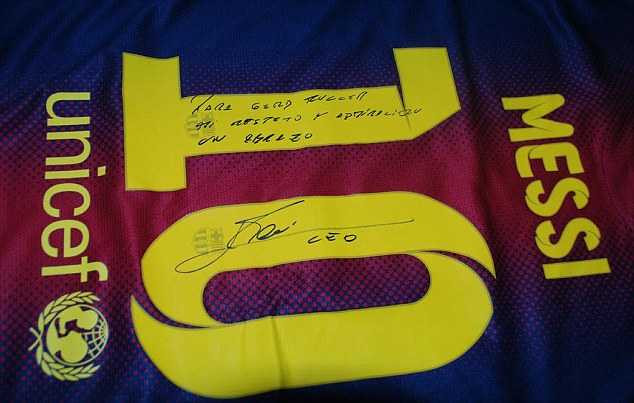 MESSI
10
PARA GERD MULLER
MI RESPETO Y ADMIRACION
UN ABRAZO
LEO
unicef